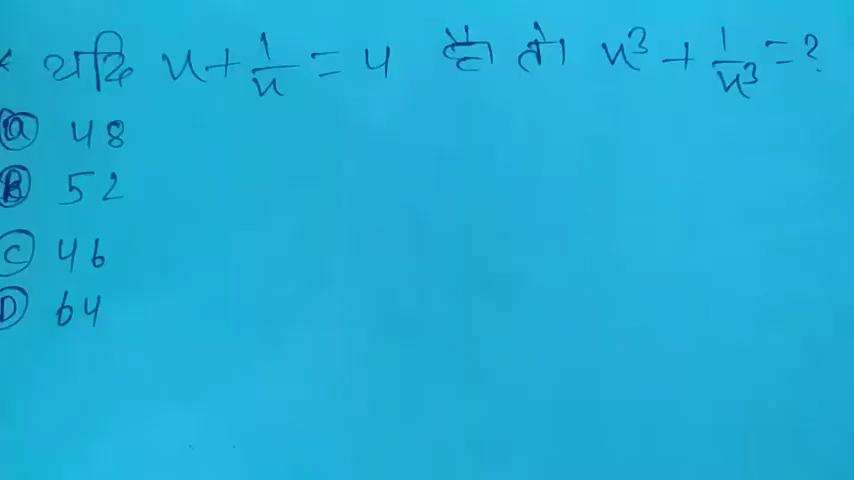 यदि x + 1/x = 4 हो तो x³ + 1/x³ = ?
(a) 48
(B) 52
(C) 46
(D) 64